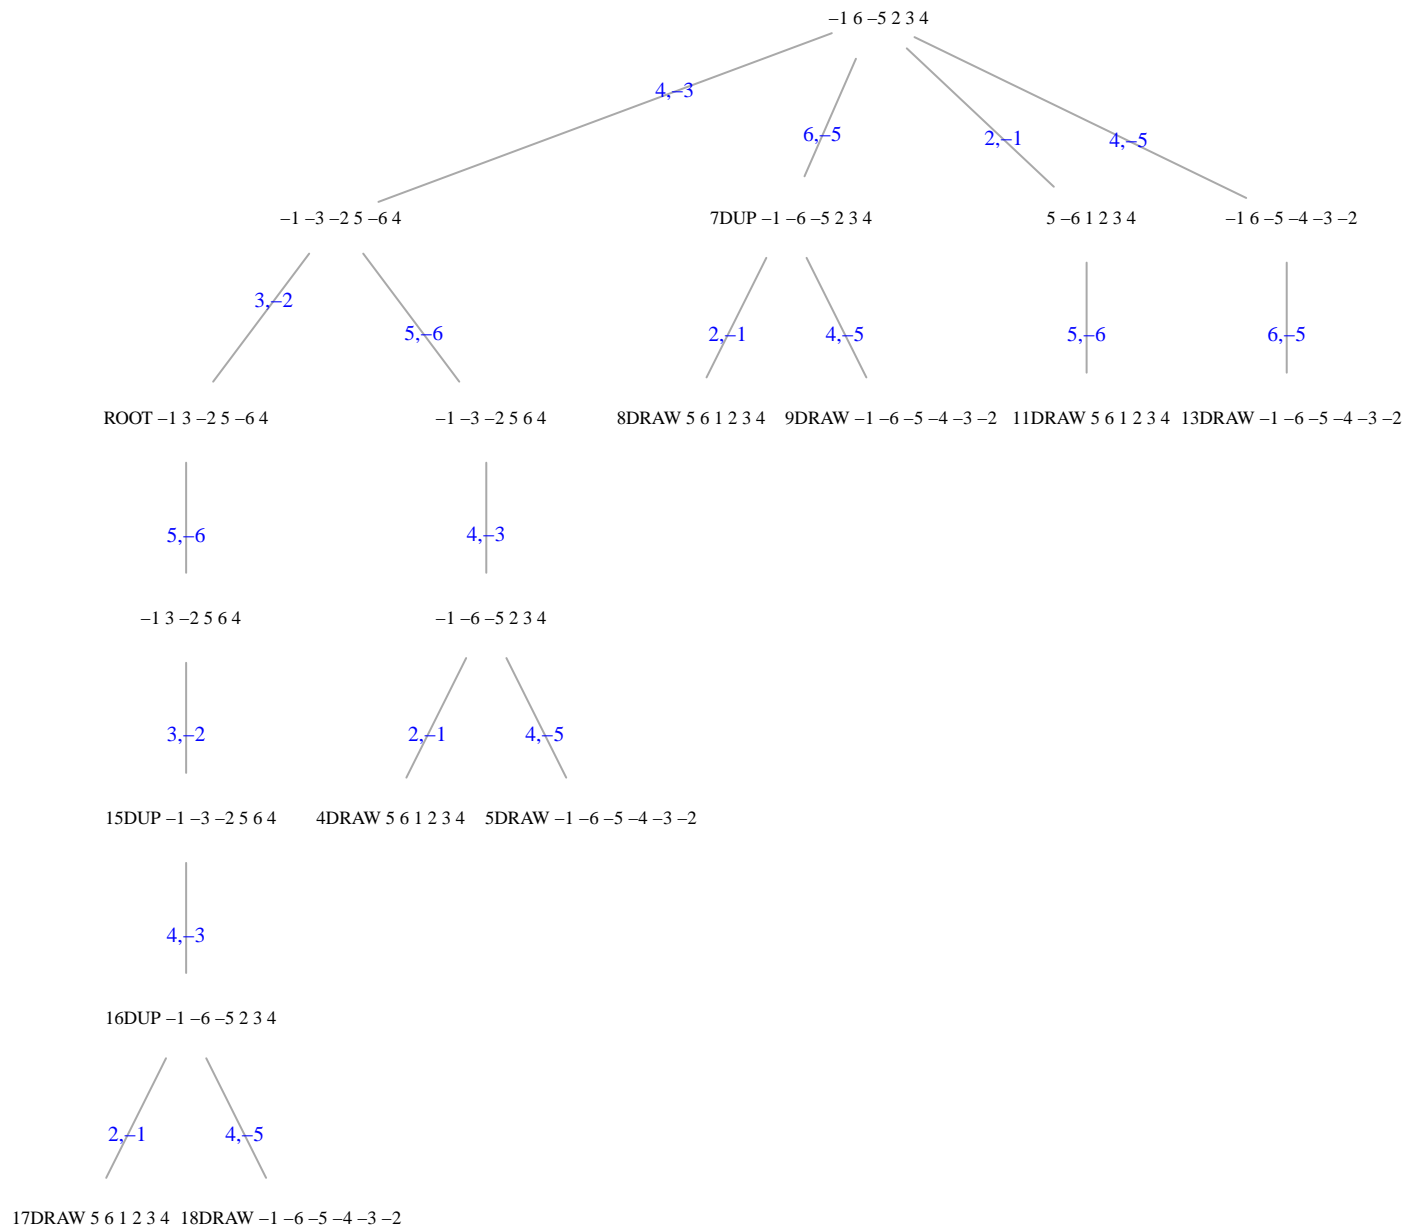 –1 6 –5 2 3 4
4,–3
6,–5
2,–1
4,–5
–1 –3 –2 5 –6 4
7DUP –1 –6 –5 2 3 4
5 –6 1 2 3 4
–1 6 –5 –4 –3 –2
3,–2
5,–6
2,–1
4,–5
5,–6
6,–5
ROOT –1 3 –2 5 –6 4
–1 –3 –2 5 6 4
8DRAW 5 6 1 2 3 4
9DRAW –1 –6 –5 –4 –3 –2
11DRAW 5 6 1 2 3 4
13DRAW –1 –6 –5 –4 –3 –2
5,–6
4,–3
–1 3 –2 5 6 4
–1 –6 –5 2 3 4
3,–2
2,–1
4,–5
15DUP –1 –3 –2 5 6 4
4DRAW 5 6 1 2 3 4
5DRAW –1 –6 –5 –4 –3 –2
4,–3
16DUP –1 –6 –5 2 3 4
2,–1
4,–5
17DRAW 5 6 1 2 3 4
18DRAW –1 –6 –5 –4 –3 –2